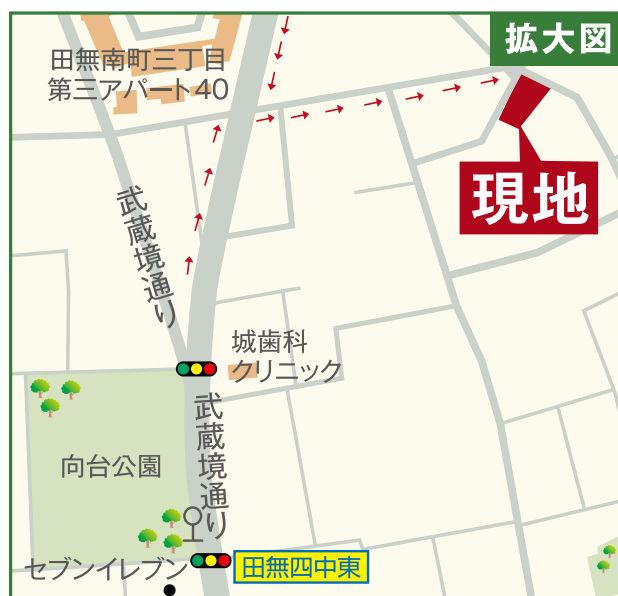 拡大図
田無南町三丁目
第三アパート40
現地
武蔵境通り
城歯科
クリニック
武蔵境通り
向台公園
セブンイレブン
田無四中東